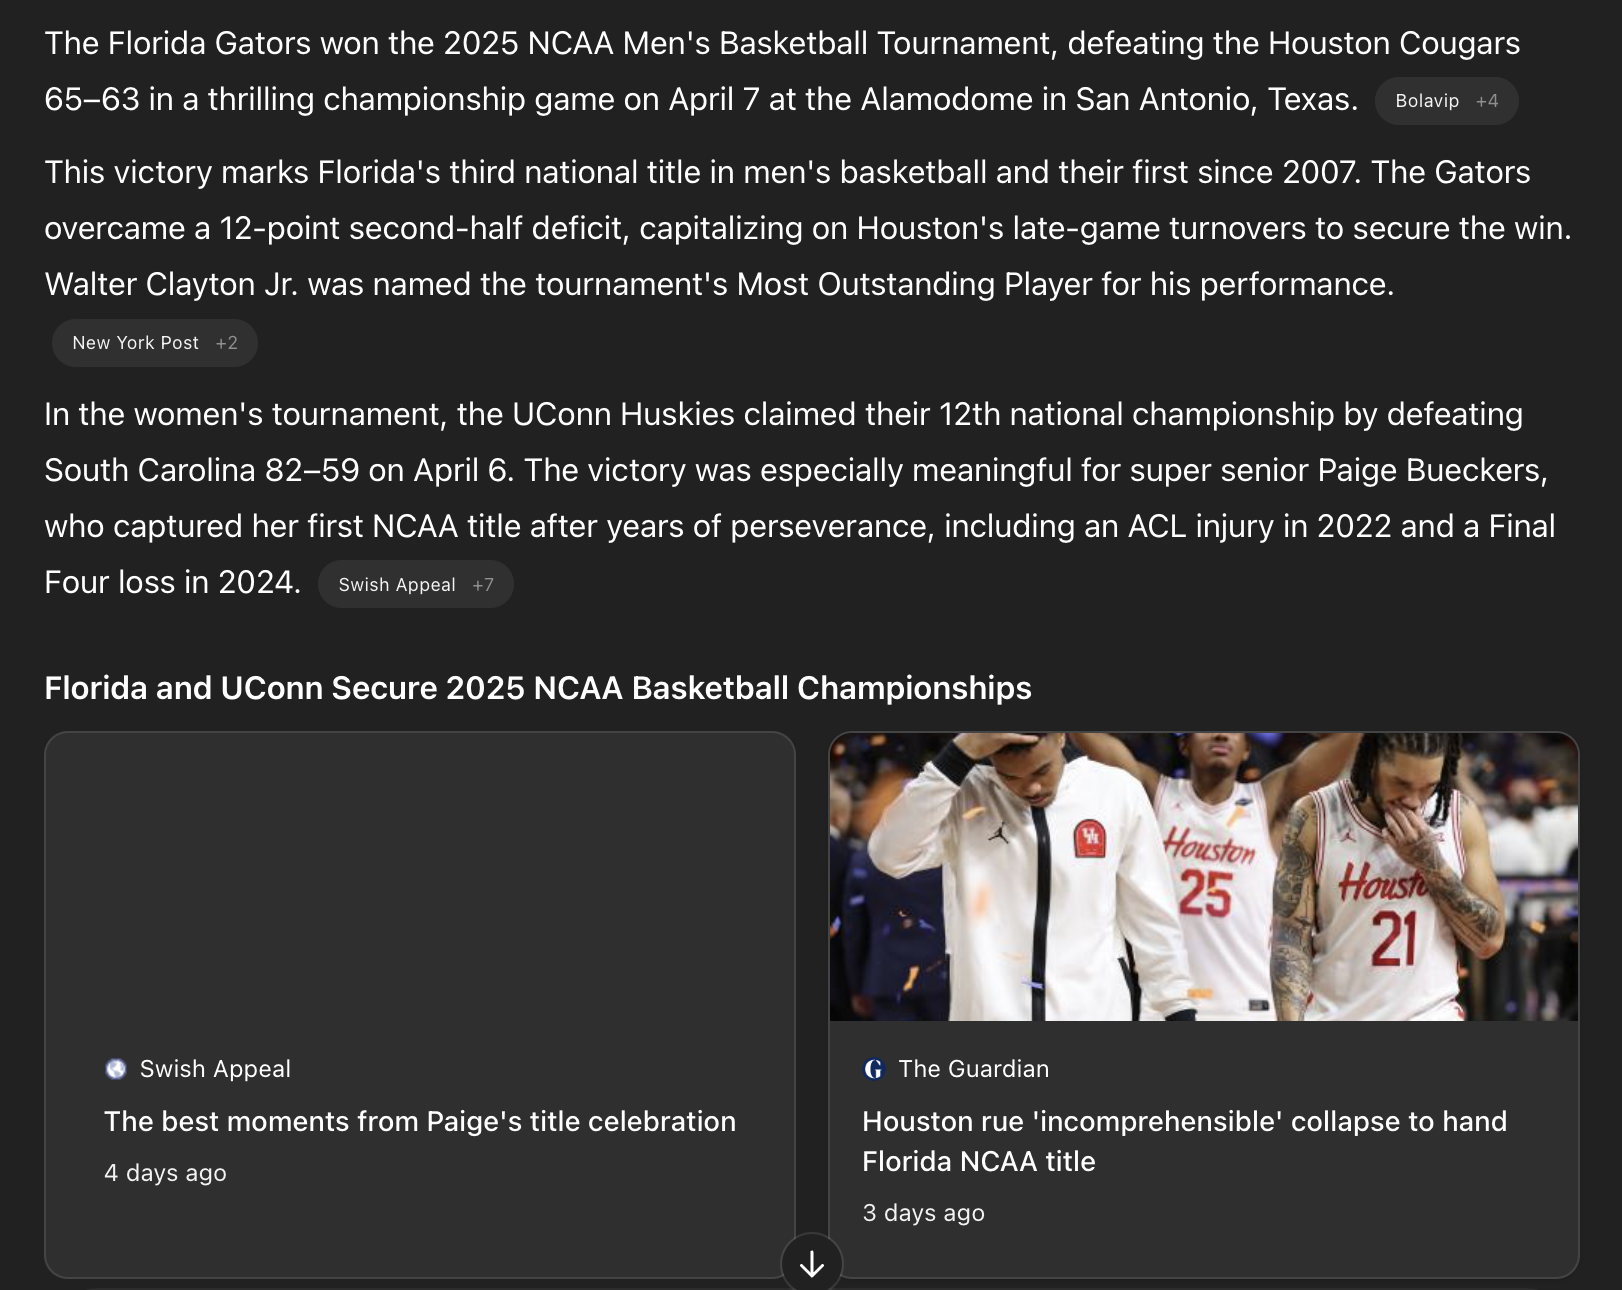 The Florida Gators won the 2025 NCAA Men's Basketball Tournament, defeating the Houston Cougars
65–63 in a thrilling championship game on April 7 at the Alamodome in San Antonio, Texas. Bolavip +4
This victory marks Florida's third national title in men's basketball and their first since 2007. The Gators
overcame a 12-point second-half deficit, capitalizing on Houston's late-game turnovers to secure the win.
Walter Clayton Jr. was named the tournament's Most Outstanding Player for his performance.
New York Post +2
In the women's tournament, the UConn Huskies claimed their 12th national championship by defeating
South Carolina 82–59 on April 6. The victory was especially meaningful for super senior Paige Bueckers,
who captured her first NCAA title after years of perseverance, including an ACL injury in 2022 and a Final
Four loss in 2024. Swish Appeal +7
Florida and UConn Secure 2025 NCAA Basketball Championships
Swish Appeal
The best moments from Paige's title celebration
4 days ago
UH
Houston
25
Houston
21
G
The Guardian
Houston rue 'incomprehensible' collapse to hand
Florida NCAA title
3 days ago